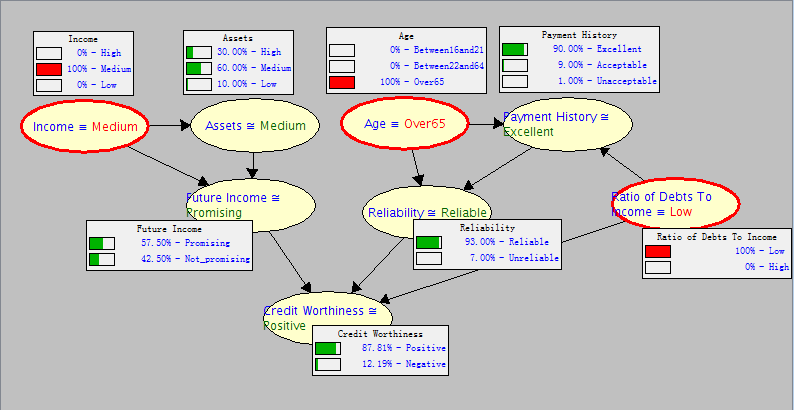 Income
0% - High
100% - Medium
0% - Low
Assets
30.00% - High
60.00% - Medium
10.00% - Low
Age
0% - Between16and21
0% - Between22and64
100% - Over65
Payment History
90.00% - Excellent
9.00% - Acceptable
1.00% - Unacceptable
Income ≅ Medium
Assets ≅ Medium
Age ≅ Over65
Payment History ≅
Excellent
Future Income ≅
Promising
Reliability ≅ Reliable
Ratio of Debts To
Income ≅ Low
Future Income
57.50% - Promising
42.50% - Not_promising
Reliability
93.00% - Reliable
7.00% - Unreliable
Ratio of Debts To Income
100% - Low
0% - High
Credit Worthiness ≅
Positive
Credit Worthiness
87.81% - Positive
12.19% - Negative